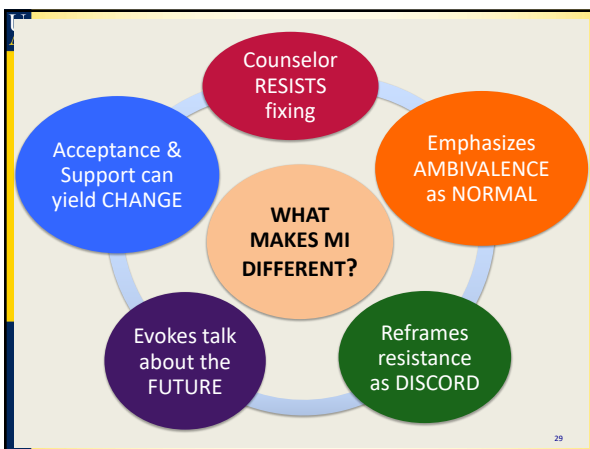 U
Counselor
RESISTS
fixing
Emphasizes
AMBIVALENCE
as NORMAL
Reframes
resistance
as DISCORD
Evokes talk
about the
FUTURE
Acceptance &
Support can
yield CHANGE
WHAT
MAKES MI
DIFFERENT?
29